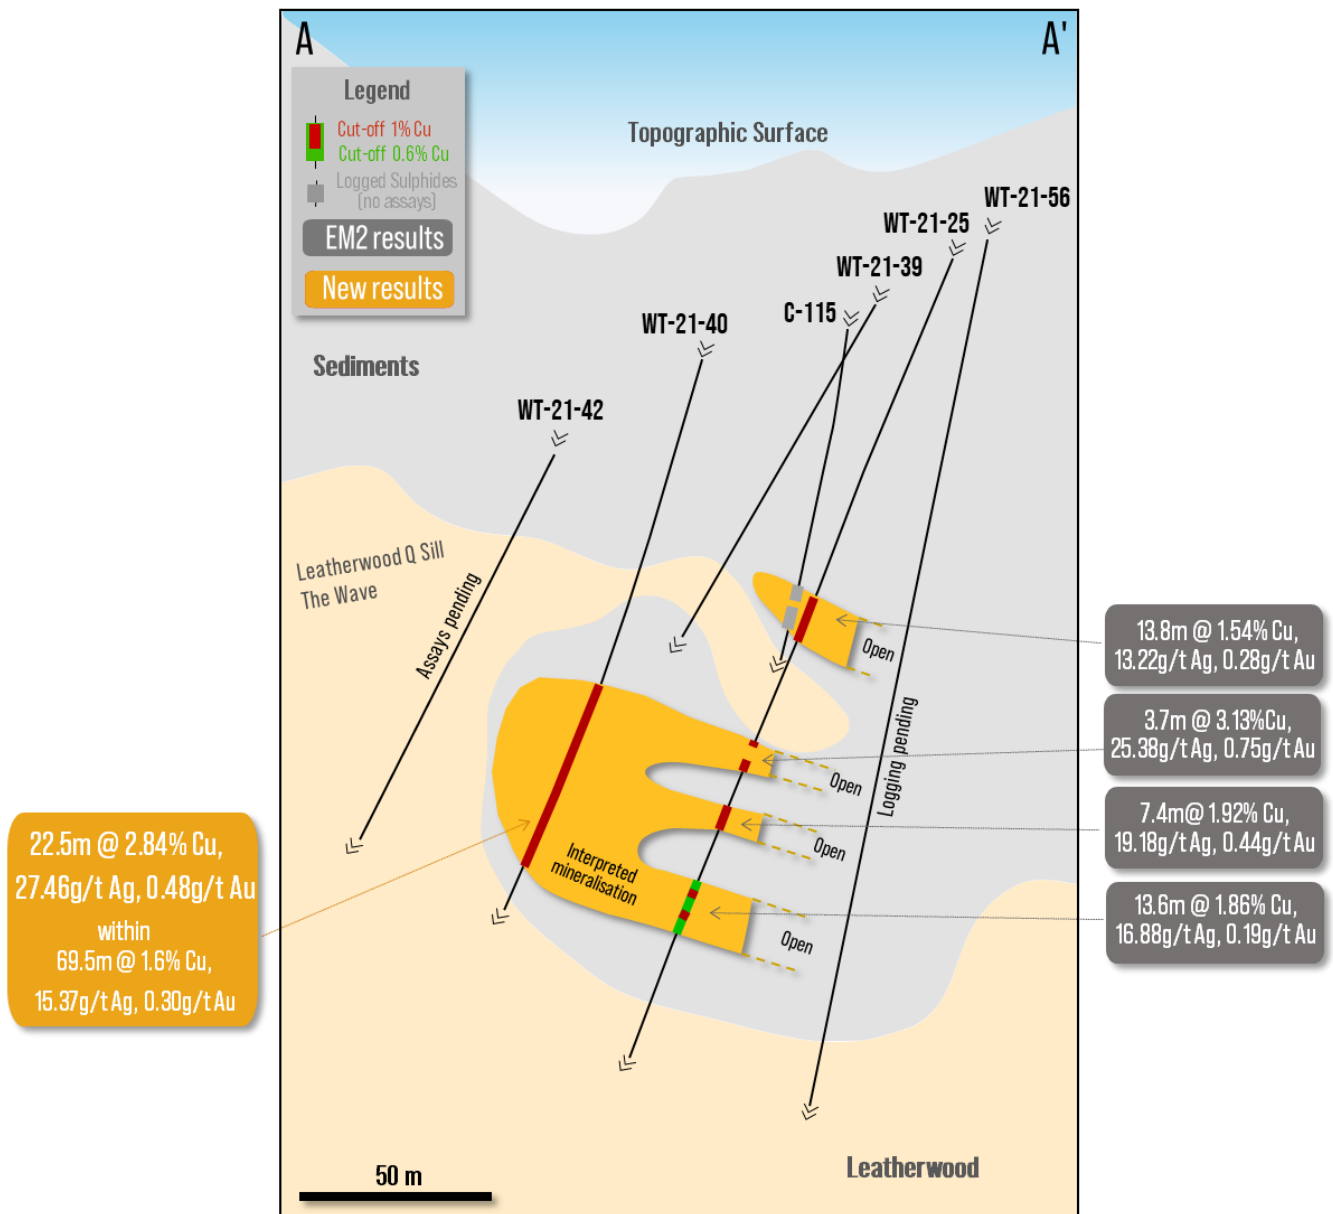 A
A'
Legend
Cut-off 1% Cu
Cut-off 0.6% Cu
Logged Sulphides
(no assays)
EM2 results
New results
Topographic Surface
WT-21-56
WT-21-25
WT-21-39
C-115
WT-21-40
Sediments
WT-21-42
Leatherwood Q Sill
The Wave
Assays pending
Logging pending
Open
Open
Open
Open
Interpreted
mineralisation
13.8m @ 1.54% Cu,
13.22g/t Ag, 0.28g/t Au
3.7m @ 3.13%Cu,
25.38g/t Ag, 0.75g/t Au
7.4m@ 1.92% Cu,
19.18g/t Ag, 0.44g/t Au
13.6m @ 1.86% Cu,
16.88g/t Ag, 0.19g/t Au
22.5m @ 2.84% Cu,
27.46g/t Ag, 0.48g/t Au
within
69.5m @ 1.6% Cu,
15.37g/t Ag, 0.30g/t Au
Leatherwood
50 m